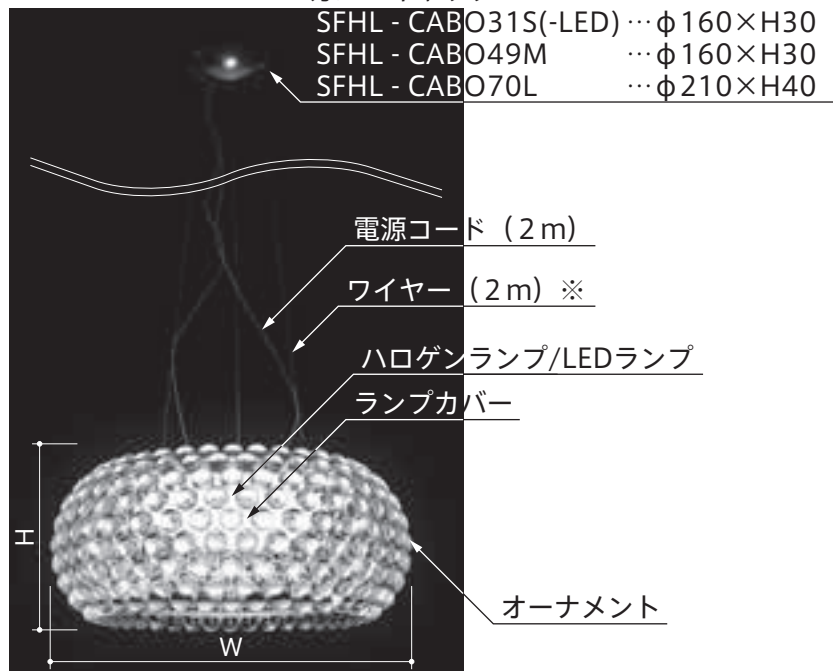 SFHL - CABO31S(-LED) …φ160×H30
SFHL - CABO49M …φ160×H30
SFHL - CABO70L …φ210×H40
電源コード（2m）
ワイヤー（2m）※
ハロゲンランプ/LEDランプ
ランプカバー
H
オーナメント
W